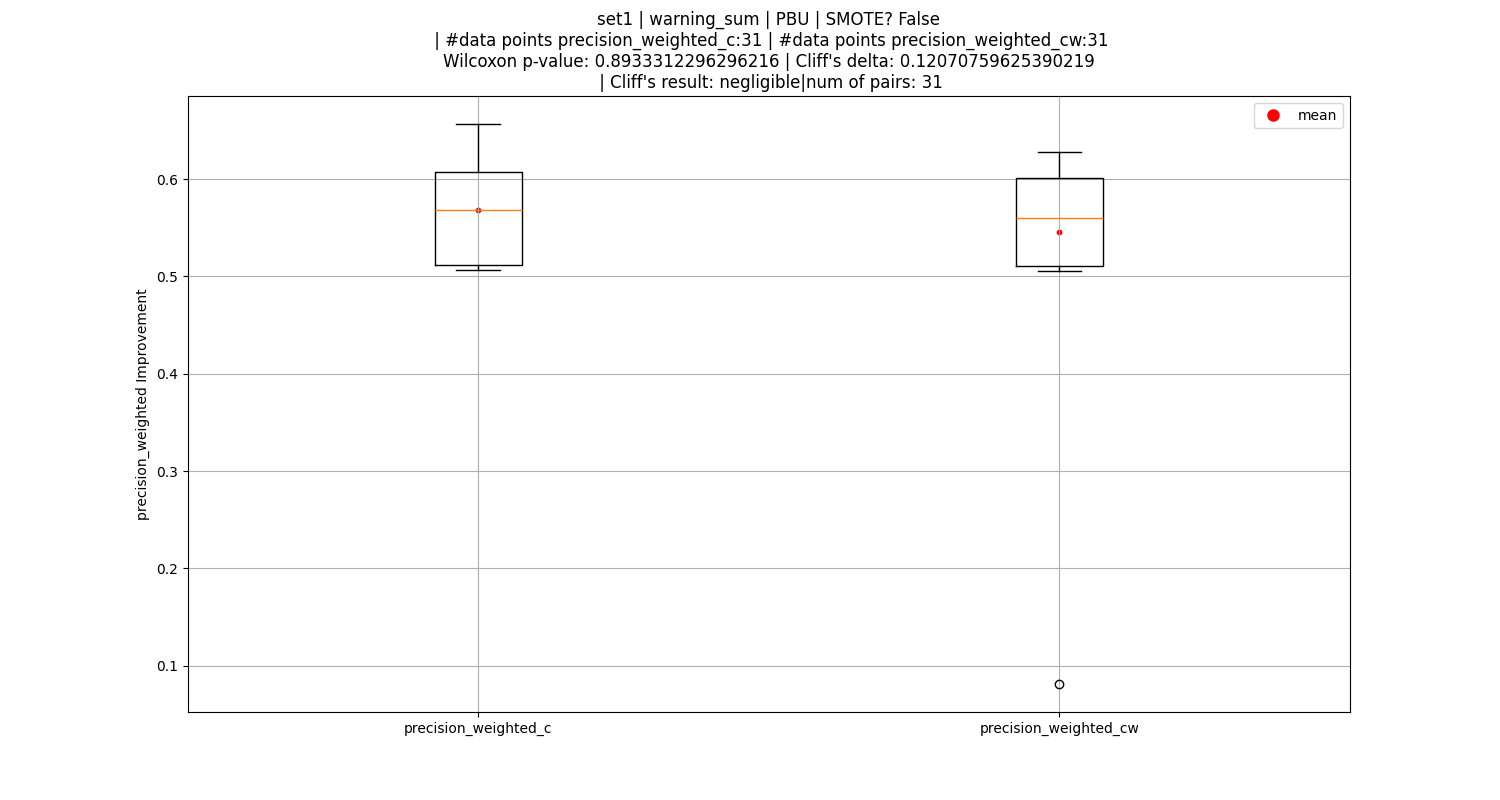 set1 | warning_sum | PBU | SMOTE? False
| #data points precision_weighted_c:31 | #data points precision_weighted_cw:31
Wilcoxon p-value: 0.8933312296296216 | Cliff's delta: 0.12070759625390219
| Cliff's result: negligible|num of pairs: 31
mean
0.6
0.5
0.4
0.3
0.2
0.1
precision_weighted Improvement
precision_weighted_c
precision_weighted_cw